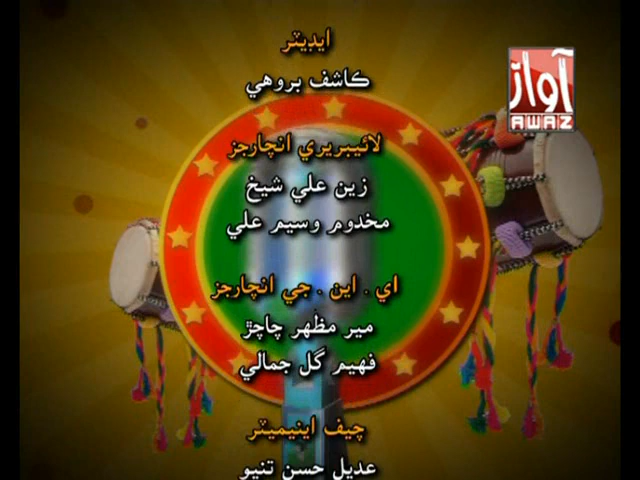 ايڊيٽر
ڪاشف بروهي
لائيبريري انچارجز
زين علي شيخ
مخدوم وسيم علي
اي . اين . جي انچارجز
مير مظهر چاچڙ
فهيم گل جمالي
چيف اينيميٽر
عديل حسن تنيو
آواز
AWAZ